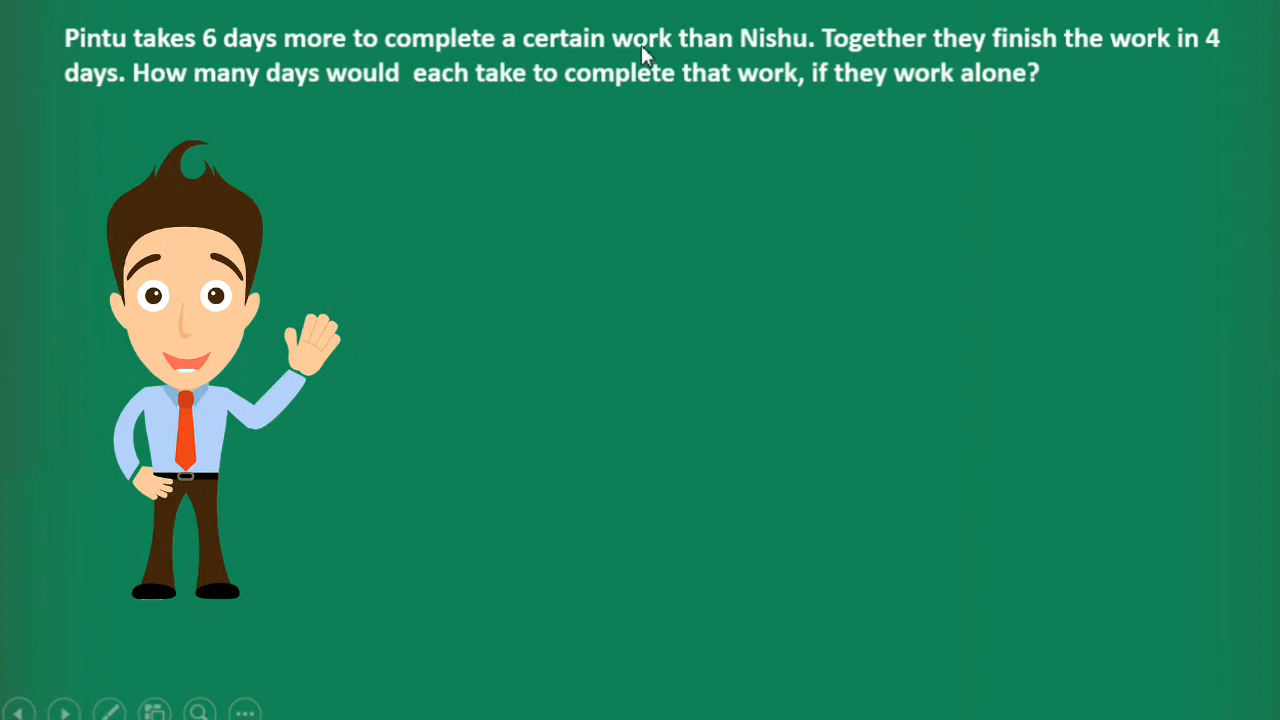 Pintu takes 6 days more to complete a certain work than Nishu. Together they finish the work in 4
days. How many days would  each take to complete that work, if they work alone?